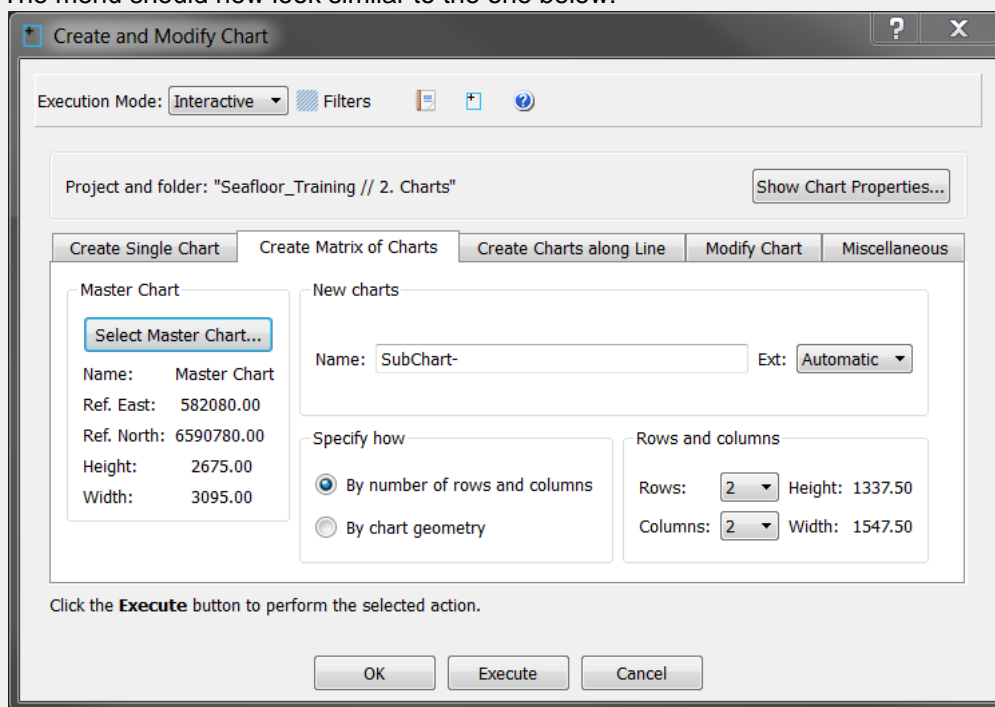 The menu should now look similar to the one below.
Create and Modify Chart ? X
Execution Mode: Interactive Filters
Project and folder: "Seafloor_Training // 2. Charts" Show Chart Properties...
Create Single Chart Create Matrix of Charts Create Charts along Line Modify Chart Miscellaneous
Master Chart
Select Master Chart...
Name: Master Chart
Ref. East: 582080.00
Ref. North: 6590780.00
Height: 2675.00
Width: 3095.00
New charts
Name: SubChart- Ext: Automatic
Specify how
By number of rows and columns
By chart geometry
Rows and columns
Rows: 2 Height: 1337.50
Columns: 2 Width: 1547.50
Click the Execute button to perform the selected action.
OK Execute Cancel